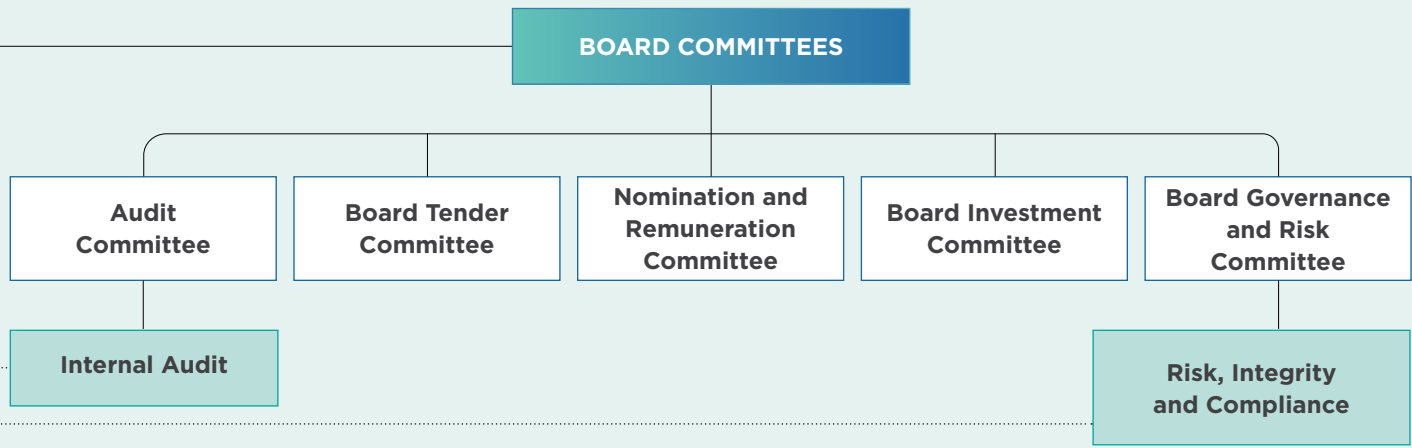 BOARD COMMITTEES
Audit
Committee
Board Tender
Committee
Nomination and
Remuneration
Committee
Board Investment
Committee
Board Governance
and Risk
Committee
Internal Audit
Risk, Integrity
and Compliance